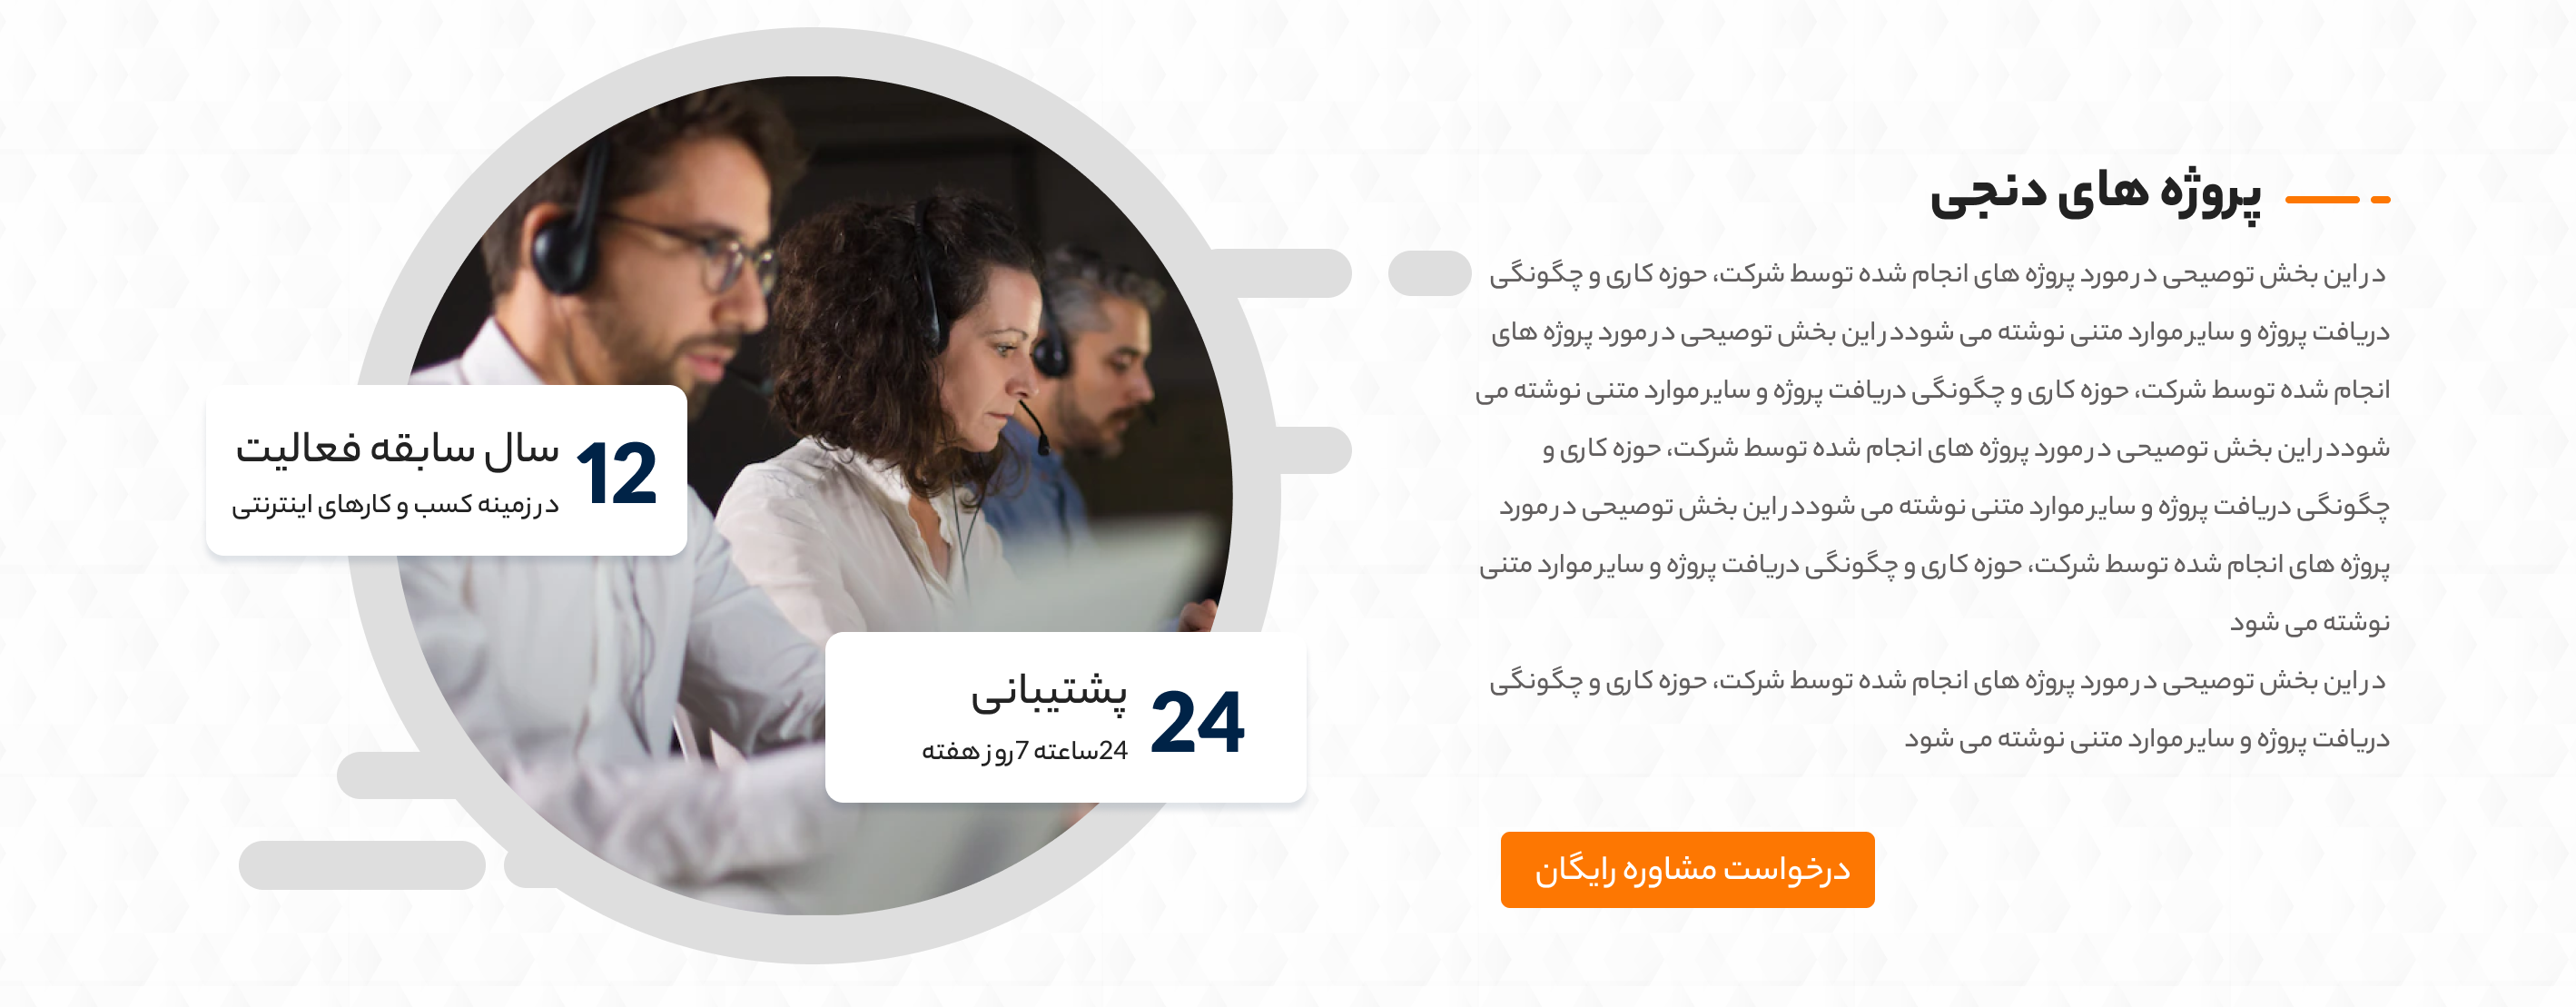 پروژه های دنجی
در این بخش توصیحی در مورد پروژه های انجام شده توسط شرکت، حوزه کاری و چگونگی
دریافت پروژه و سایر موارد متنی نوشته می شوددر این بخش توصیحی در مورد پروژه های
انجام شده توسط شرکت، حوزه کاری و چگونگی دریافت پروژه و سایر موارد متنی نوشته می
شوددر این بخش توصیحی در مورد پروژه های انجام شده توسط شرکت، حوزه کاری و
چگونگی دریافت پروژه و سایر موارد متنی نوشته می شوددر این بخش توصیحی در مورد
پروژه های انجام شده توسط شرکت، حوزه کاری و چگونگی دریافت پروژه و سایر موارد متنی
نوشته می شود
در این بخش توصیحی در مورد پروژه های انجام شده توسط شرکت، حوزه کاری و چگونگی
دریافت پروژه و سایر موارد متنی نوشته می شود
درخواست مشاوره رایگان
12
سال سابقه فعالیت
در زمینه کسب و کارهای اینترنتی
24
پشتیبانی
24ساعته 7روز هفته